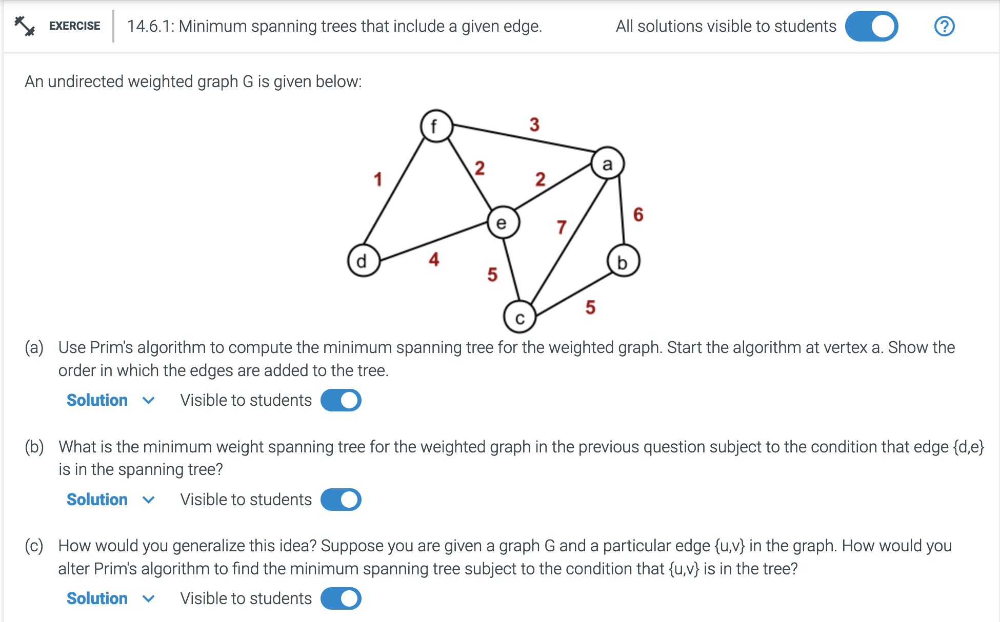 EXERCISE 14.6.1: Minimum spanning trees that include a given edge. All solutions visible to students ?
An undirected weighted graph G is given below:
f
3
a
2
1
2
6
e
7
d
4
b
5
5
c
(a) Use Prim's algorithm to compute the minimum spanning tree for the weighted graph. Start the algorithm at vertex a. Show the
order in which the edges are added to the tree.
Solution Visible to students
(b) What is the minimum weight spanning tree for the weighted graph in the previous question subject to the condition that edge {d,e}
is in the spanning tree?
Solution Visible to students
(c) How would you generalize this idea? Suppose you are given a graph G and a particular edge {u,v} in the graph. How would you
alter Prim's algorithm to find the minimum spanning tree subject to the condition that {u,v} is in the tree?
Solution Visible to students